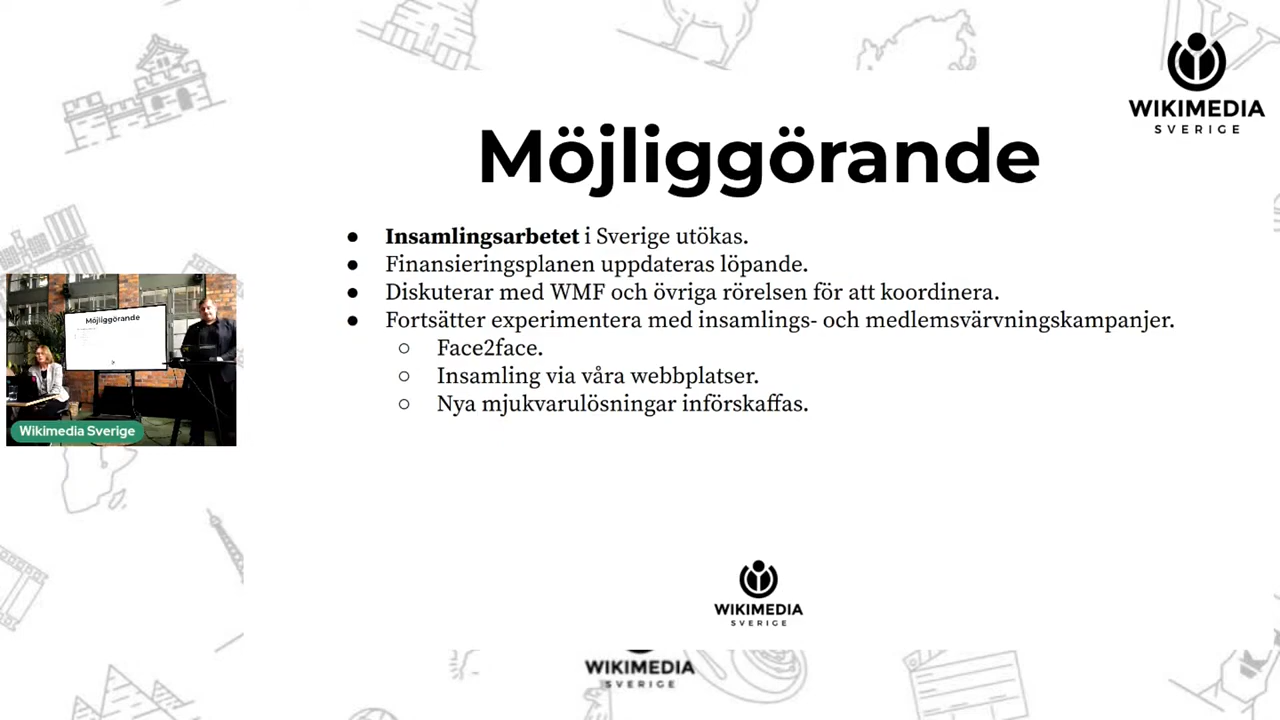 WIKIMEDIA
SVERIGE
Möjliggörande
● Insamlingsarbetet i Sverige utökas.
● Finansieringsplanen uppdateras löpande.
● Diskuterar med WMF och övriga rörelsen för att koordinera.
● Fortsätter experimentera med insamlings- och medlemsvärvningskampanjer.
○ Face2face.
○ Insamling via våra webbplatser.
○ Nya mjukvarulösningar införskaffas.
Möjliggörande
Wikimedia Sverige
WIKIMEDIA
SVERIGE
WIKIMEDIA
SVERIGE